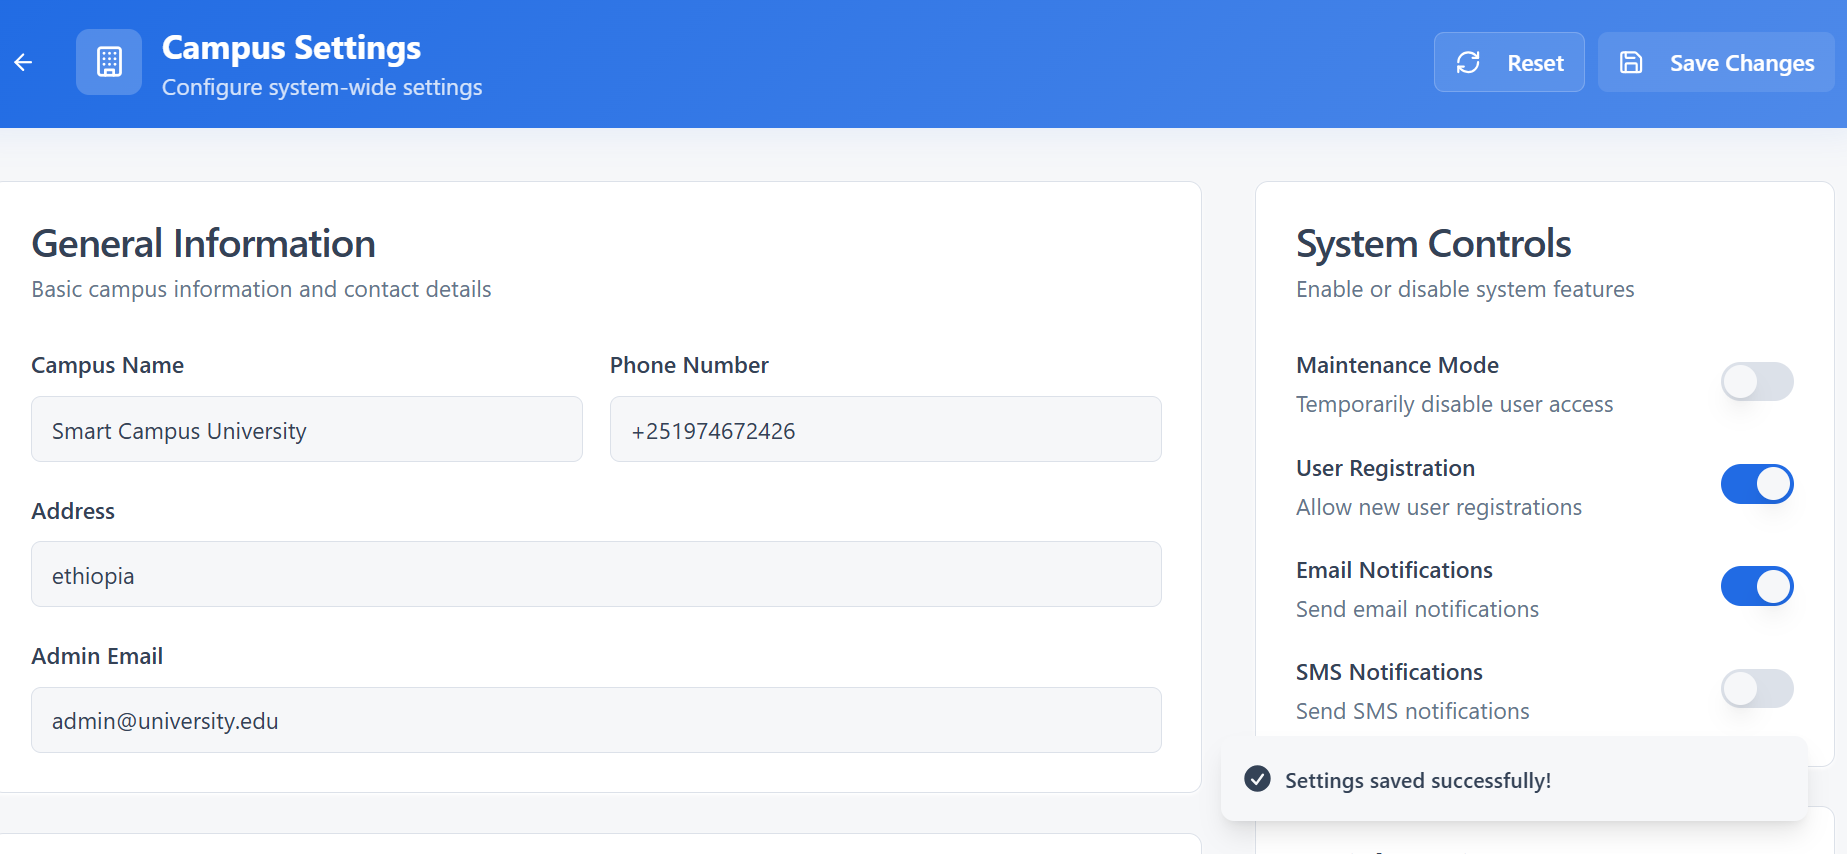 Campus Settings
Configure system-wide settings
Reset
Save Changes
General Information
Basic campus information and contact details
Campus Name
Phone Number
Smart Campus University
+251974672426
Address
ethiopia
Admin Email
admin@university.edu
System Controls
Enable or disable system features
Maintenance Mode
Temporarily disable user access
User Registration
Allow new user registrations
Email Notifications
Send email notifications
SMS Notifications
Send SMS notifications
Settings saved successfully!